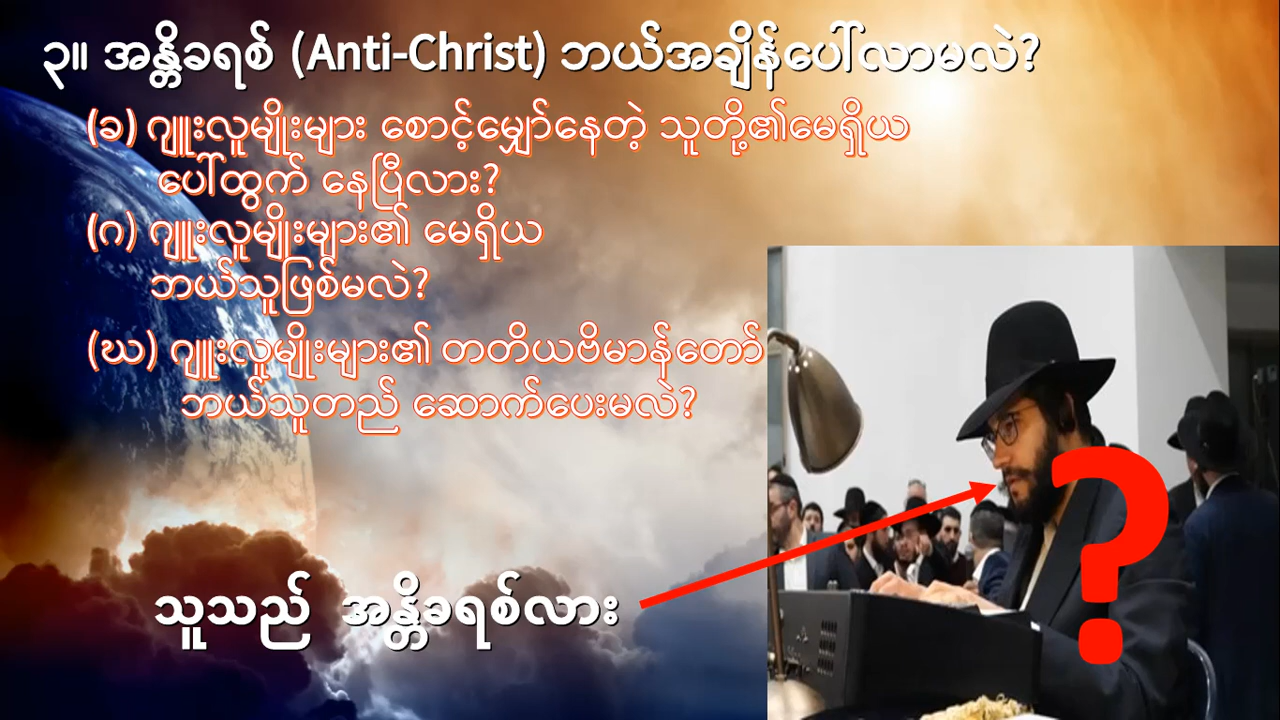 ၃။ အန္တိခရစ် (Anti-Christ) ဘယ်အချိန်ပေါ်လာမလဲ?
(ခ) ဂျူးလူမျိုးများ စောင့်မျှော်နေတဲ့ သူတို့၏မေရှိယ
ပေါ်ထွက် နေပြီလား?
(ဂ) ဂျူးလူမျိုးများ၏ မေရှိယ
ဘယ်သူဖြစ်မလဲ?
(ဃ) ဂျူးလူမျိုးများ၏ တတိယဗိမာန်တော်
ဘယ်သူတည် ဆောက်ပေးမလဲ?
သူသည် အန္တိခရစ်လား
?